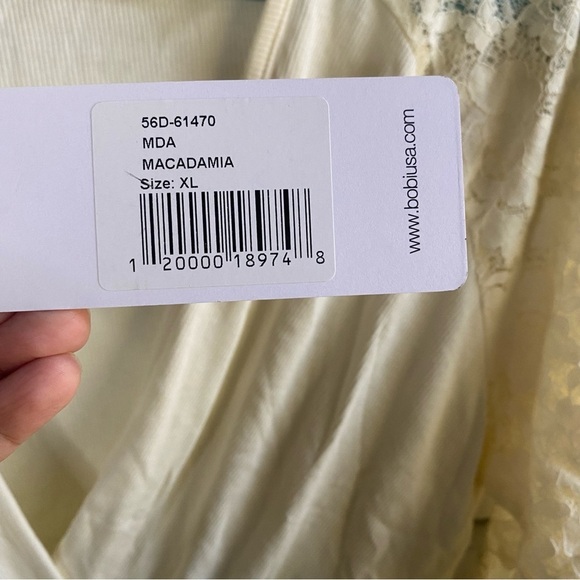 56D-61470
MDA
MACADAMIA
Size: XL
1 20000 18974 8
www.bobiusa.com